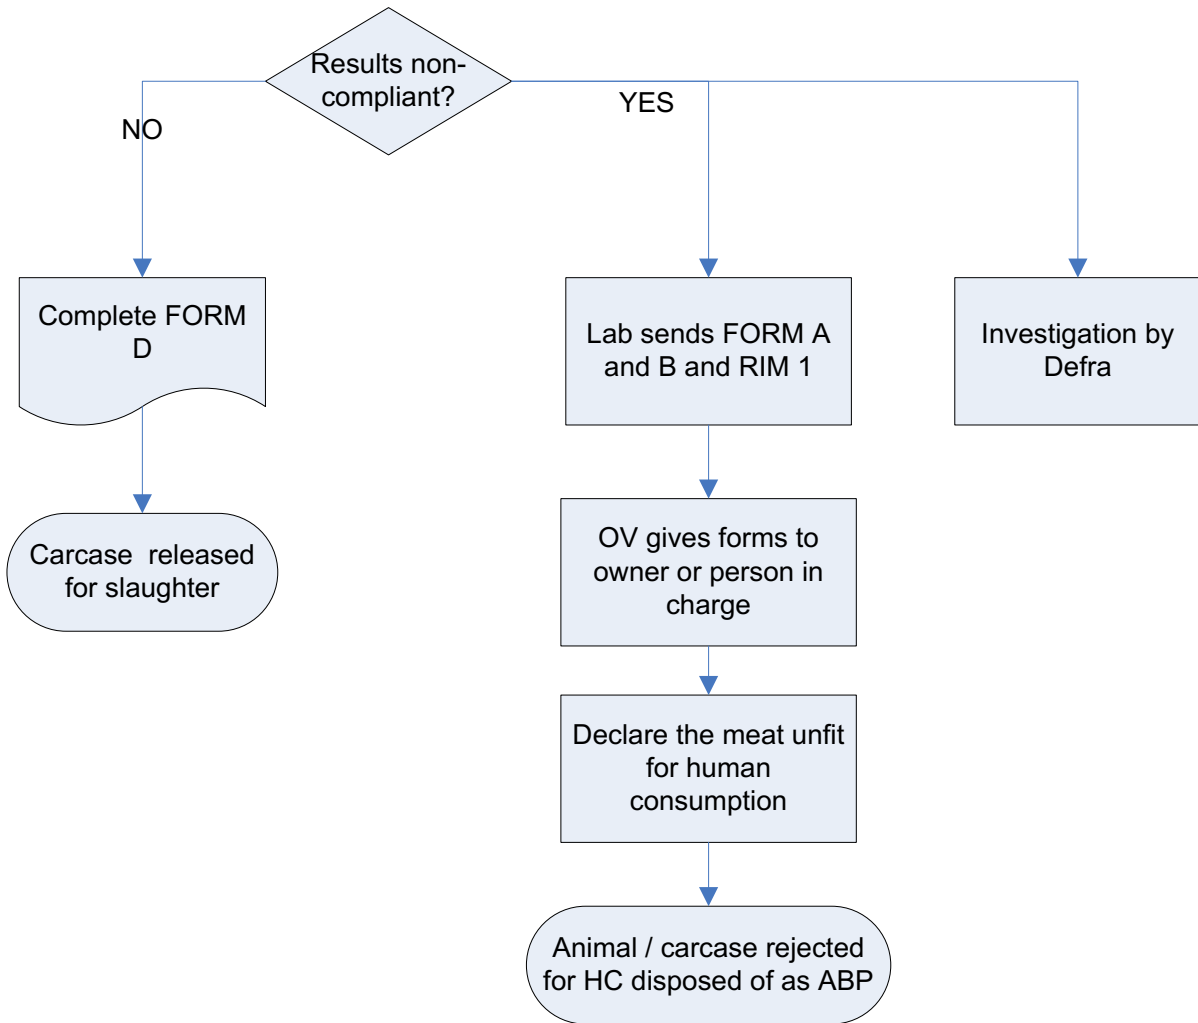 Results non-
compliant?
NO
YES
Complete FORM
D
Lab sends FORM A
and B and RIM 1
Investigation by
Defra
Carcase  released
for slaughter
OV gives forms to
owner or person in
charge
Declare the meat unfit
for human
consumption
Animal / carcase rejected
for HC disposed of as ABP